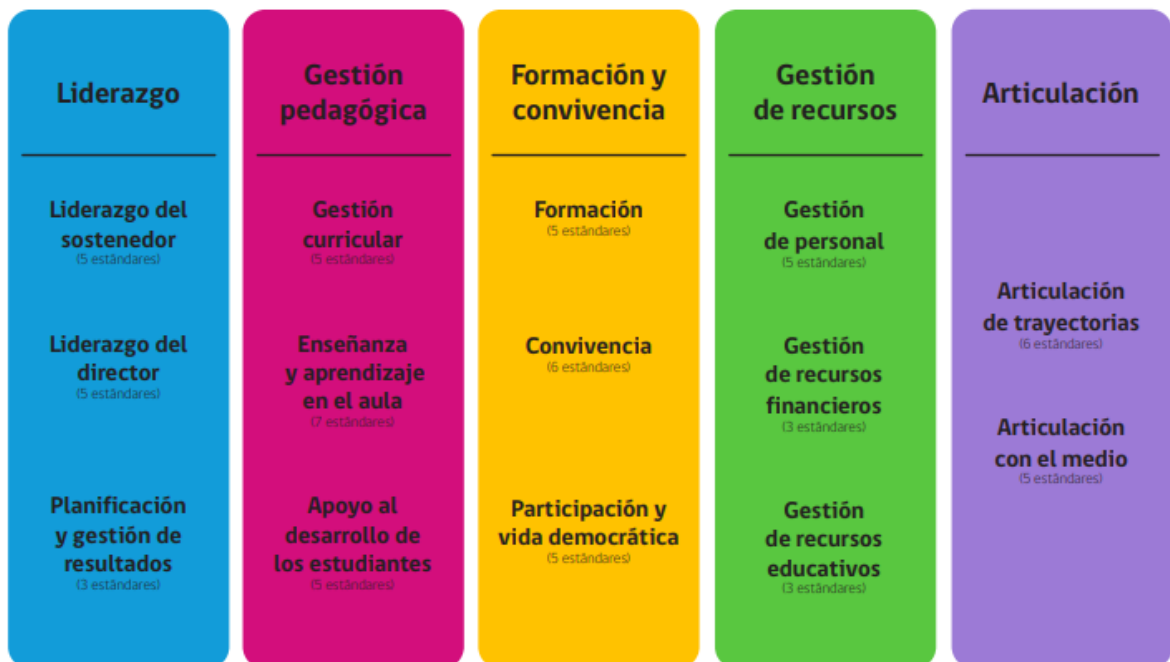 Liderazgo
Liderazgo del
sostenedor
(5 estándares)
Liderazgo del
director
(5 estándares)
Planificación
y gestión de
resultados
(3 estándares)
Gestión
pedagógica
Gestión
curricular
(5 estándares)
Enseñanza
y aprendizaje
en el aula
(7 estándares)
Apoyo al
desarrollo de
los estudiantes
(5 estándares)
Formación y
convivencia
Formación
(5 estándares)
Convivencia
(6 estándares)
Participación y
vida democrática
(5 estándares)
Gestión
de recursos
Gestión
de personal
(5 estándares)
Gestión
de recursos
financieros
(3 estándares)
Gestión
de recursos
educativos
(3 estándares)
Articulación
Articulación
de trayectorias
(6 estándares)
Articulación
con el medio
(5 estándares)